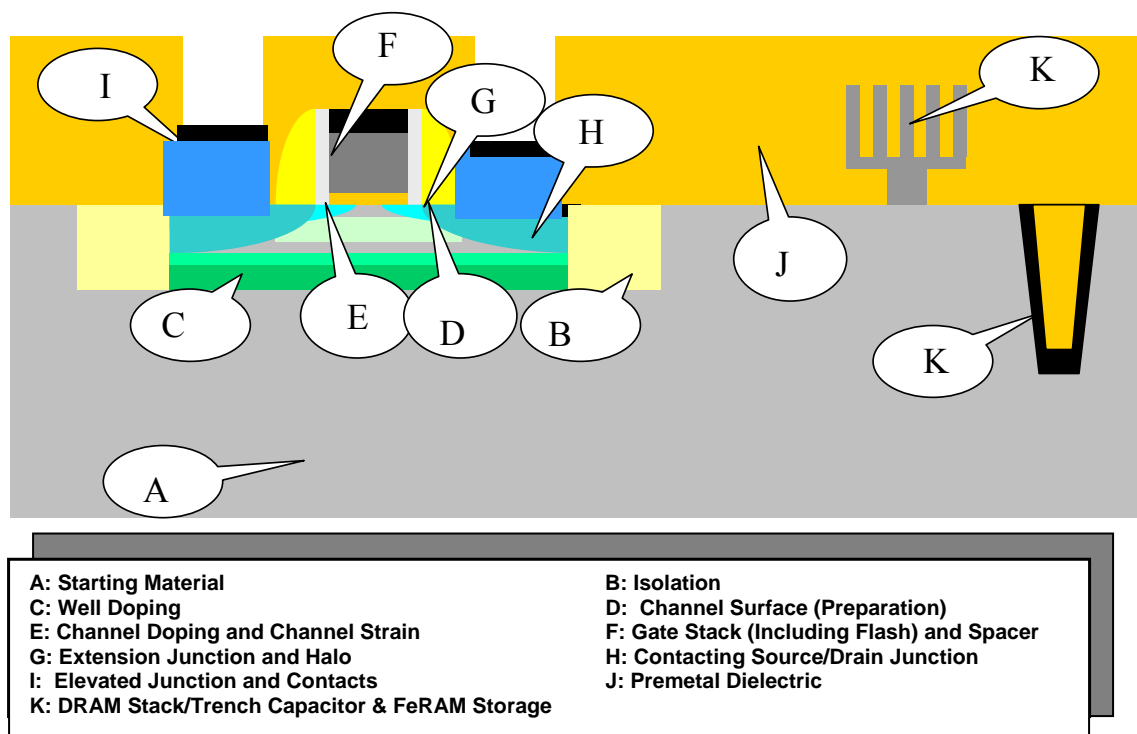 F
K
I
G
H
J
C
E
D
B
K
A
A: Starting Material
B: Isolation
C: Well Doping
D: Channel Surface (Preparation)
E: Channel Doping and Channel Strain
F: Gate Stack (Including Flash) and Spacer
G: Extension Junction and Halo
H: Contacting Source/Drain Junction
I: Elevated Junction and Contacts
J: Premetal Dielectric
K: DRAM Stack/Trench Capacitor & FeRAM Storage